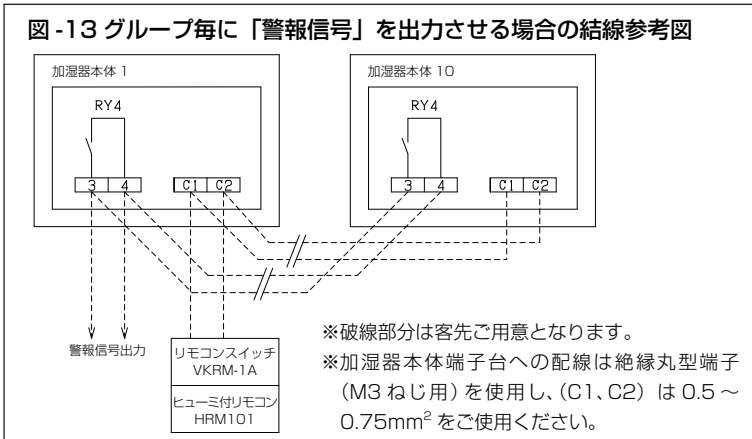 図-13 グループ毎に「警報信号」を出力させる場合の結線参考図
加湿器本体 1
RY4
3 4 C1 C2
加湿器本体 10
RY4
3 4 C1 C2
警報信号出力
リモコンスイッチ
VKRM-1A
ヒューミ付リモコン
HRM101
※破線部分は客先ご用意となります。
※加湿器本体端子台への配線は絶縁丸型端子
（M3 ねじ用）を使用し、（C1、C2）は 0.5 ～
0.75mm² をご使用ください。